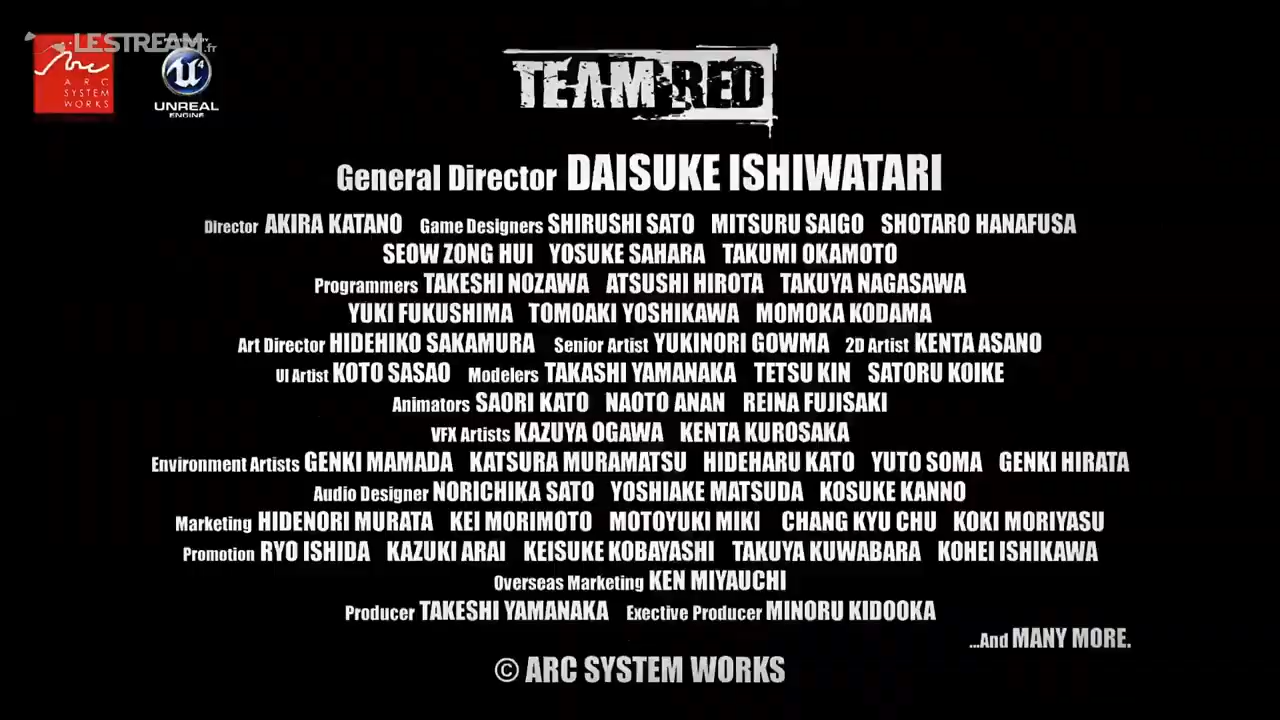 LESTREAM.fr
Arc
ARC
SYSTEM
WORKS
U4
UNREAL
ENGINE
TEAM RED
General Director DAISUKE ISHIWATARI
Director AKIRA KATANO Game Designers SHIRUSHI SATO MITSURU SAIGO SHOTARO HANAFUSA
SEOW ZONG HUI YOSUKE SAHARA TAKUMI OKAMOTO
Programmers TAKESHI NOZAWA ATSUSHI HIROTA TAKUYA NAGASAWA
YUKI FUKUSHIMA TOMOAKI YOSHIKAWA MOMOKA KODAMA
Art Director HIDEHIKO SAKAMURA Senior Artist YUKINORI GOWMA 2D Artist KENTA ASANO
UI Artist KOTO SASAO Modelers TAKASHI YAMANAKA TETSU KIN SATORU KOIKE
Animators SAORI KATO NAOTO ANAN REINA FUJISAKI
VFX Artists KAZUYA OGAWA KENTA KUROSAKA
Environment Artists GENKI MAMADA KATSURA MURAMATSU HIDEHARU KATO YUTO SOMA GENKI HIRATA
Audio Designer NORICHIKA SATO YOSHIAKE MATSUDA KOSUKE KANNO
Marketing HIDENORI MURATA KEI MORIMOTO MOTOYUKI MIKI CHANG KYU CHU KOKI MORIYASU
Promotion RYO ISHIDA KAZUKI ARAI KEISUKE KOBAYASHI TAKUYA KUWABARA KOHEI ISHIKAWA
Overseas Marketing KEN MIYAUCHI
Producer TAKESHI YAMANAKA Exective Producer MINORU KIDOOKA
...And MANY MORE.
© ARC SYSTEM WORKS